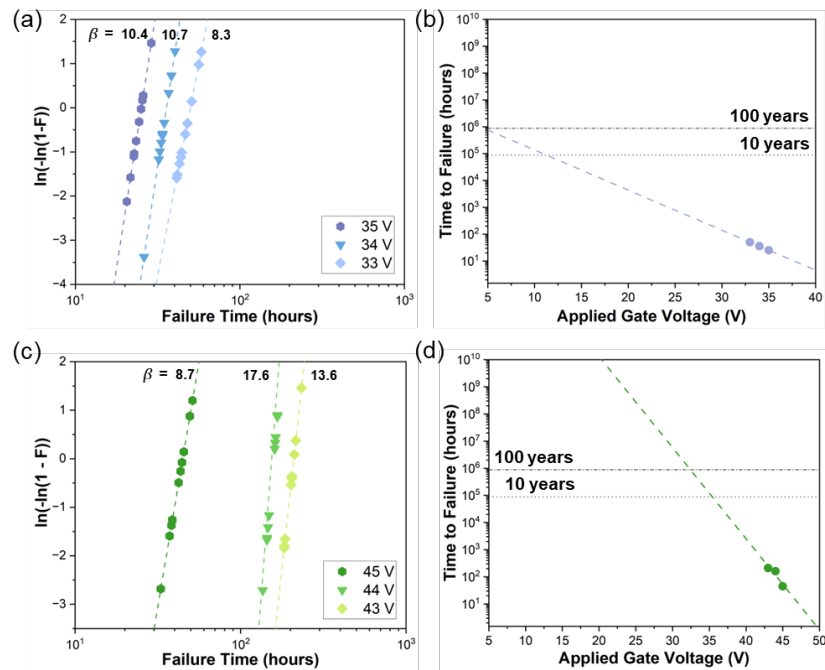 (a)
β = 10.4 10.7 8.3
2
1
0
−1
−2
−3
−4
ln(-ln(1-F))
35 V
34 V
33 V
10¹ 10² 10³
Failure Time (hours)
(b)
10¹⁰
10⁹
10⁸
10⁷
10⁶
10⁵
10⁴
10³
10²
10¹
Time to Failure (hours)
100 years
10 years
5 10 15 20 25 30 35 40
Applied Gate Voltage (V)
(c)
β = 8.7 17.6 13.6
2
1
0
−1
−2
−3
ln(-ln(1 - F))
45 V
44 V
43 V
10¹ 10² 10³
Failure Time (hours)
(d)
10¹⁰
10⁹
10⁸
10⁷
10⁶
10⁵
10⁴
10³
10²
10¹
Time to Failure (hours)
100 years
10 years
5 10 15 20 25 30 35 40 45 50
Applied Gate Voltage (V)